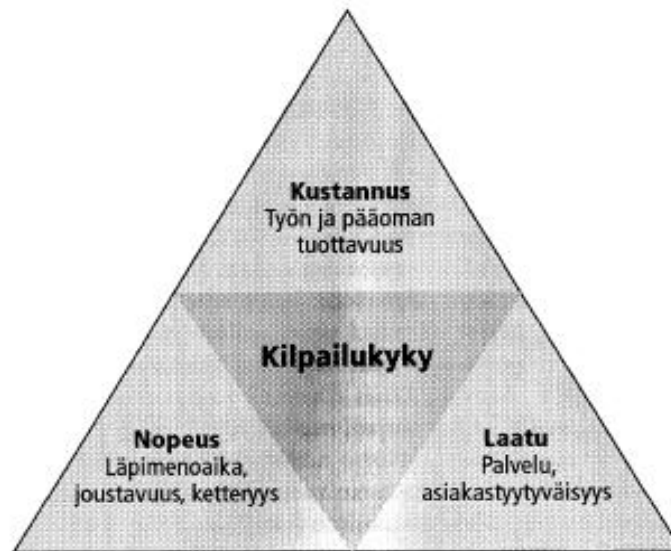 Kustannus
Työn ja pääoman
tuottavuus
Kilpailukyky
Nopeus
Läpimenoaika,
joustavuus, ketteryys
Laatu
Palvelu,
asiakastyytyväisyys